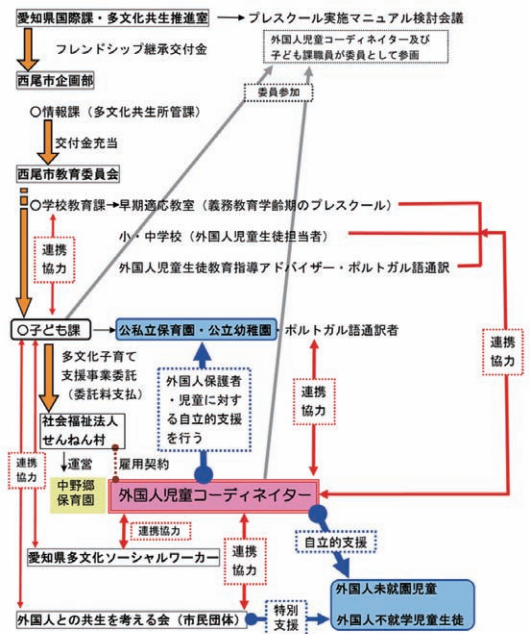 愛知県国際課・多文化共生推進室
プレスクール実施マニュアル検討会議
フレンドシップ継承交付金
外国人児童コーディネイター及び
子ども課職員が委員として参画
西尾市企画部
委員参加
〇情報課（多文化共生所管課）
交付金充当
西尾市教育委員会
〇学校教育課
早期適応教室（義務教育学齢期のプレスクール）
連携
協力
小・中学校（外国人児童生徒担当者）
外国人児童生徒教育指導アドバイザー・ポルトガル語通訳
〇子ども課
公私立保育園・公立幼稚園・ポルトガル語通訳者
連携
協力
多文化子育て
支援事業委託
（委託料支払）
外国人保護者
・児童に対す
る自立的支援
を行う
連携
協力
社会福祉法人
せんねん村
連携
協力
運営
雇用契約
中野郷
保育園
外国人児童コーディネイター
連携協力
連携
協力
自立的支援
愛知県多文化ソーシャルワーカー
外国人未就園児童
外国人不就学児童生徒
外国人との共生を考える会（市民団体）
特別
支援